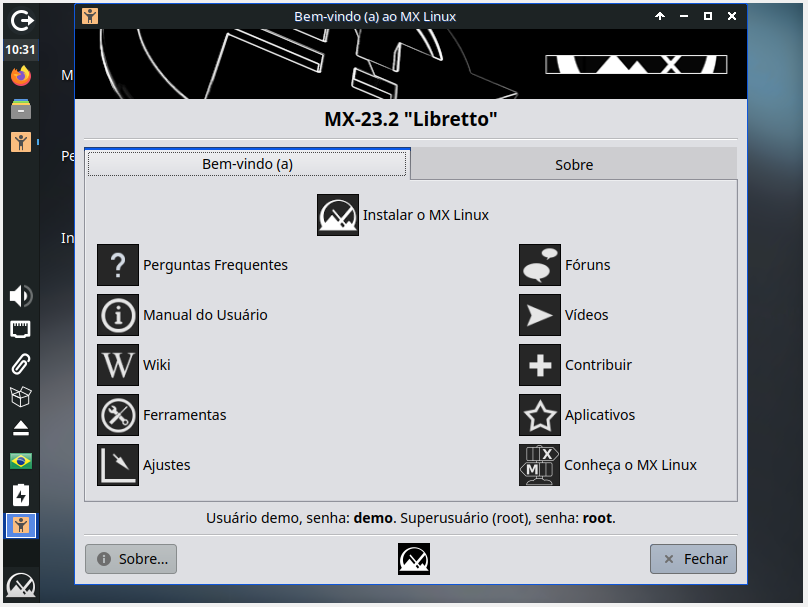 Bem-vindo (a) ao MX Linux
10:31
MX
MX-23.2 "Libretto"
Bem-vindo (a)
Sobre
Instalar o MX Linux
? Perguntas Frequentes
Fóruns
i Manual do Usuário
Vídeos
W Wiki
Contribuir
Ferramentas
Aplicativos
Ajustes
X M Conheça o MX Linux
Usuário demo, senha: demo. Superusuário (root), senha: root.
Sobre...
Fechar